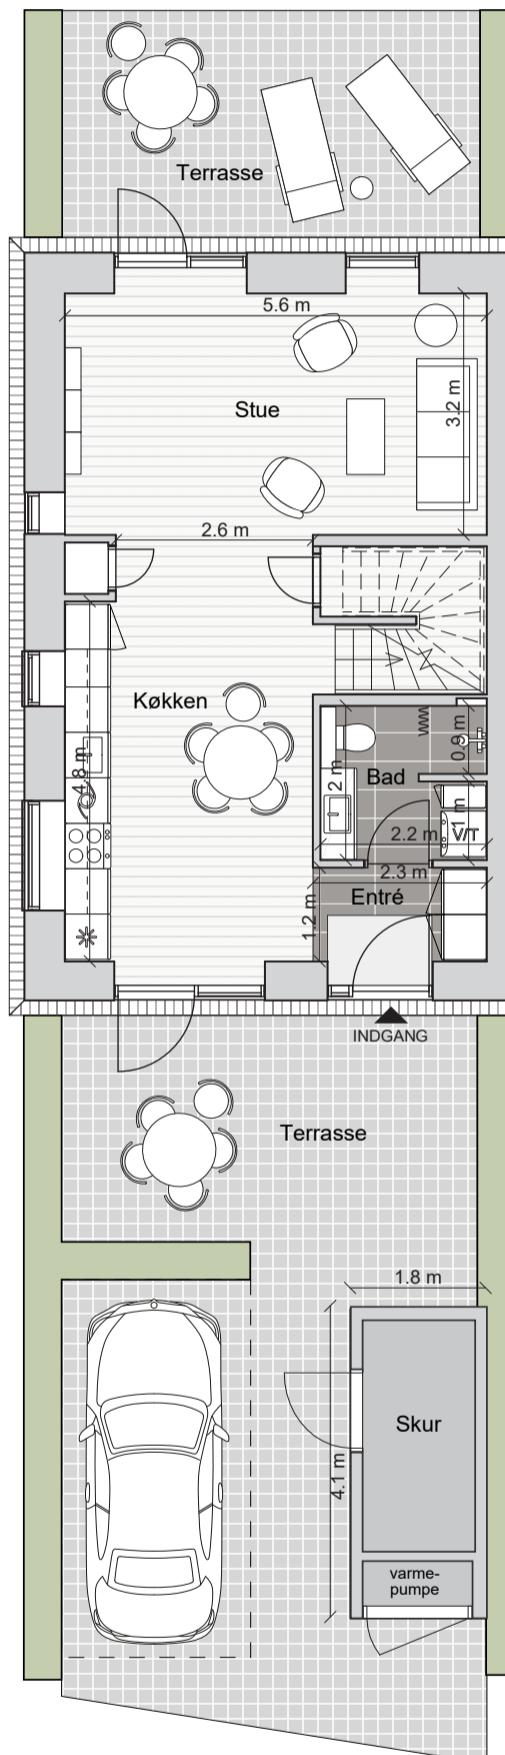 Terrasse
5.6 m
Stue
3.2 m
2.6 m
Køkken
4.8 m
0.9 m
Bad
2 m
1 m
2.2 m
V/T
2.3 m
Entré
1.2 m
INDGANG
Terrasse
1.8 m
Skur
4.1 m
varme-
pumpe